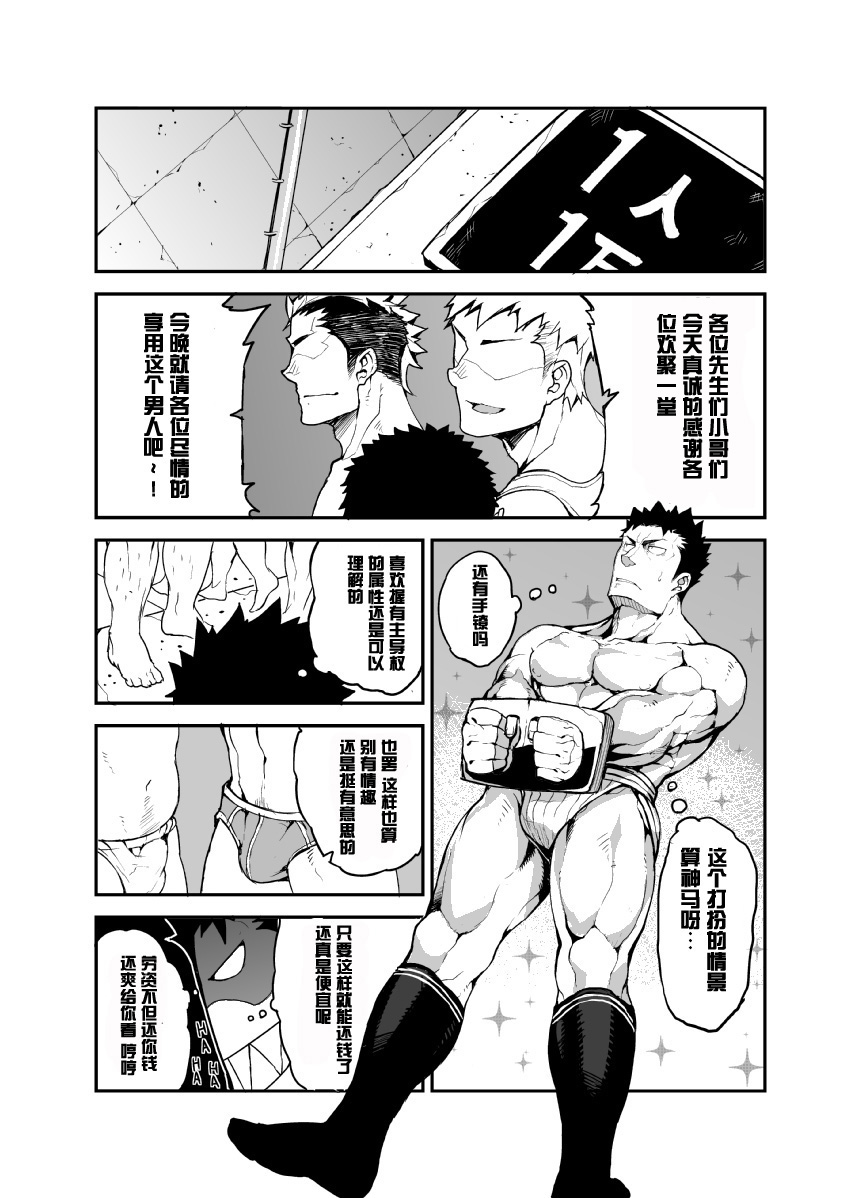 1人
1万
各位先生们小哥们
今天真诚的感谢各
位欢聚一堂
今晚就请各位尽情的
享用这个男人吧～！
还有手镣吗
这个打扮的情景
算神马呀…
喜欢握有主导权
的属性还是可以
理解的
也罢 这样也算
别有情趣
还是挺有意思的
只要这样就能还钱了
还真是便宜呢
劳资不但还你钱
还爽给你看 哼哼
HA
HA
HA
HA